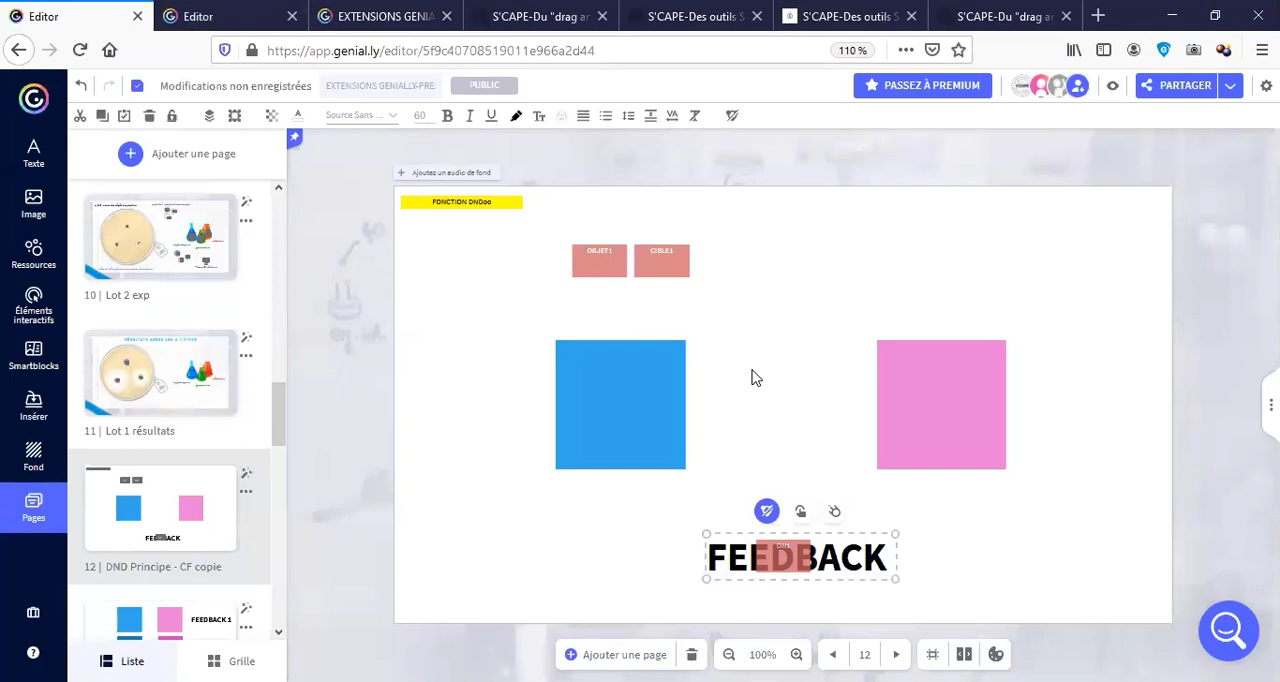 Editor
Editor
EXTENSIONS GENIA
S'CAPE-Du "drag ar
S'CAPE-Des outils S
S'CAPE-Des outils S
S'CAPE-Du "drag ar
https://app.genial.ly/editor/5f9c40708519011e966a2d44
110 %
Modifications non enregistrées
EXTENSIONS GENIALLY-PRE
PUBLIC
PASSEZ À PREMIUM
PARTAGER
Source Sans ...
60
Texte
Image
Ressources
Éléments
interactifs
Smartblocks
Insérer
Fond
Pages
Ajouter une page
10 | Lot 2 exp
11 | Lot 1 résultats
FEEDBACK
12 | DND Principe - CF copie
FEEDBACK 1
Liste
Grille
Ajoutez un audio de fond
FONCTION DND00
OBJET1
CIBLE1
FEEDBACK
Ajouter une page
100%
12